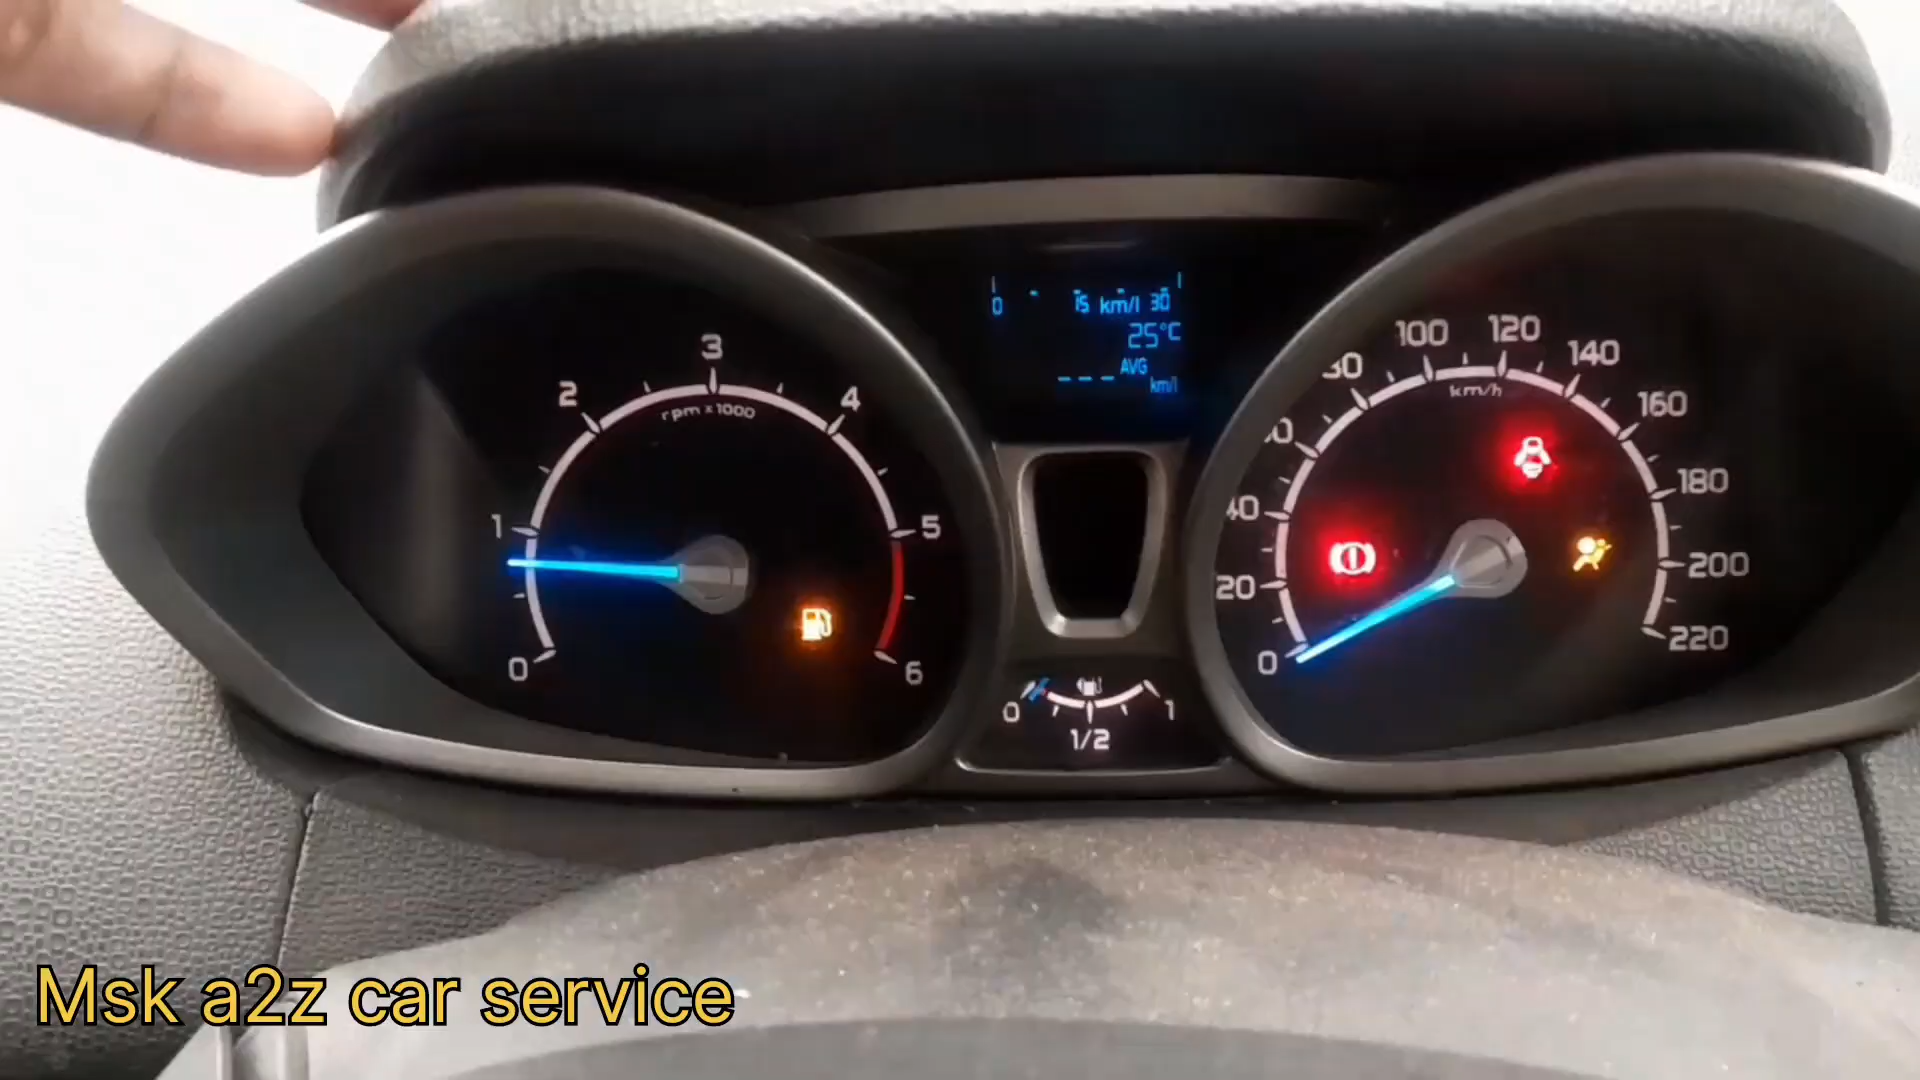 0 15 km/l 30
25°C
AVG
--- km/l
0 1 2 3 4 5 6
rpm x 1000
0 20 40 100 120 140 160 180 200 220
km/h
0 1/2 1
Msk a2z car service